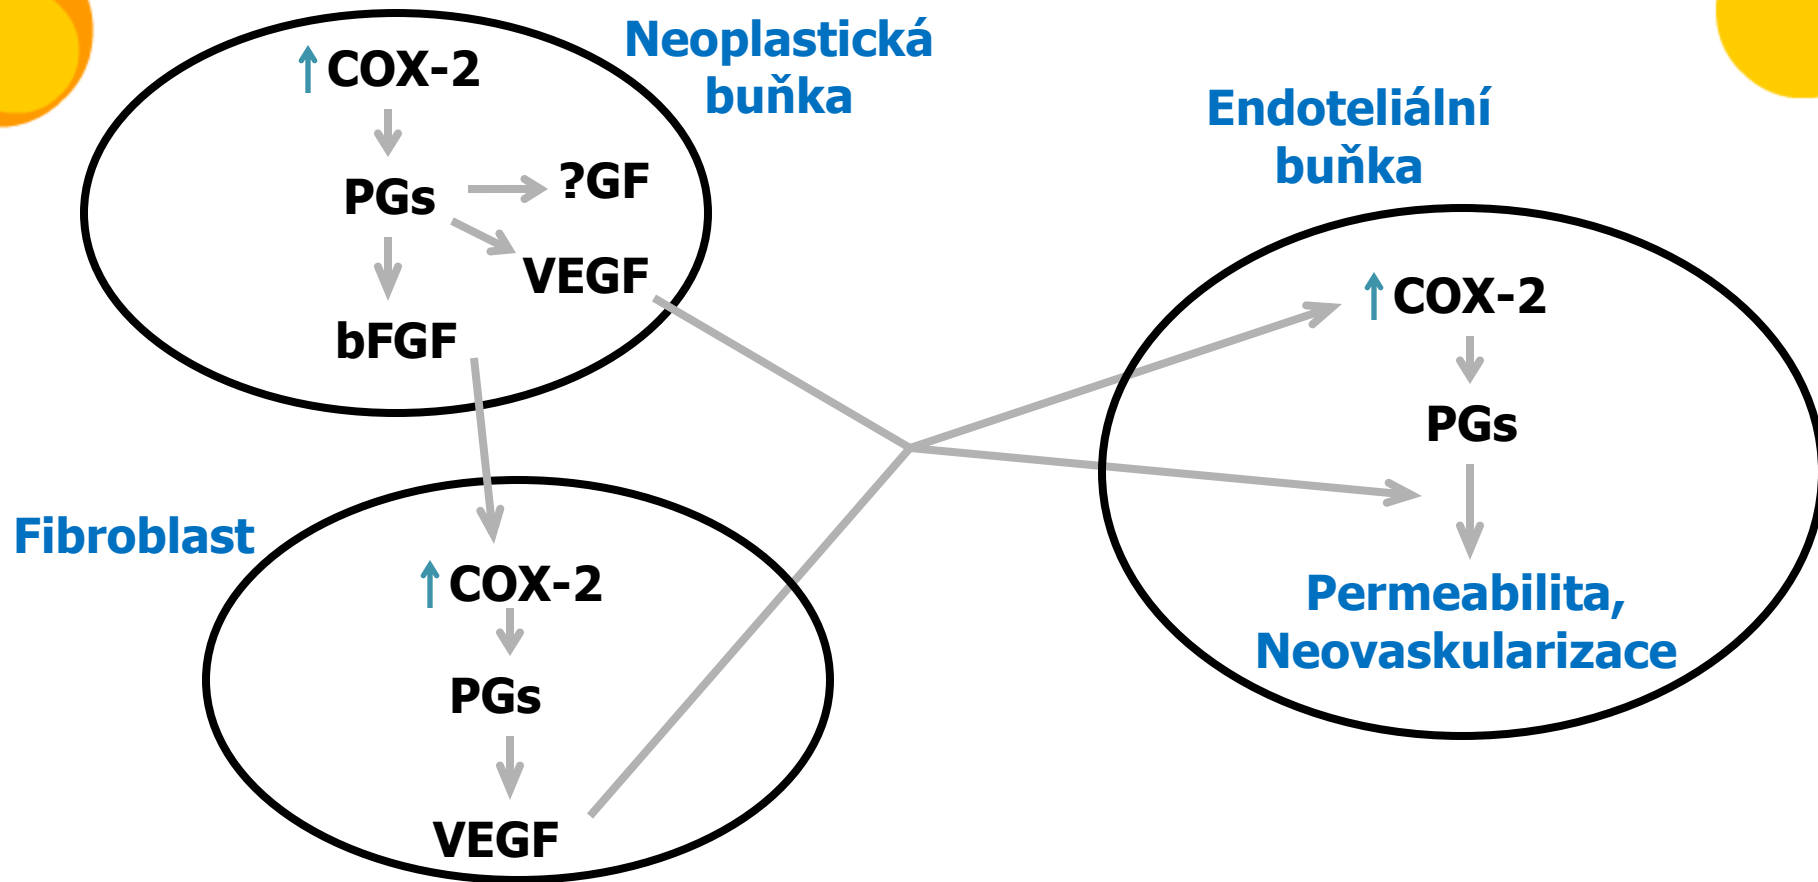 Neoplastická
buňka
COX-2
PGs
?GF
VEGF
bFGF
Fibroblast
COX-2
PGs
VEGF
Endoteliální
buňka
COX-2
PGs
Permeabilita,
Neovaskularizace